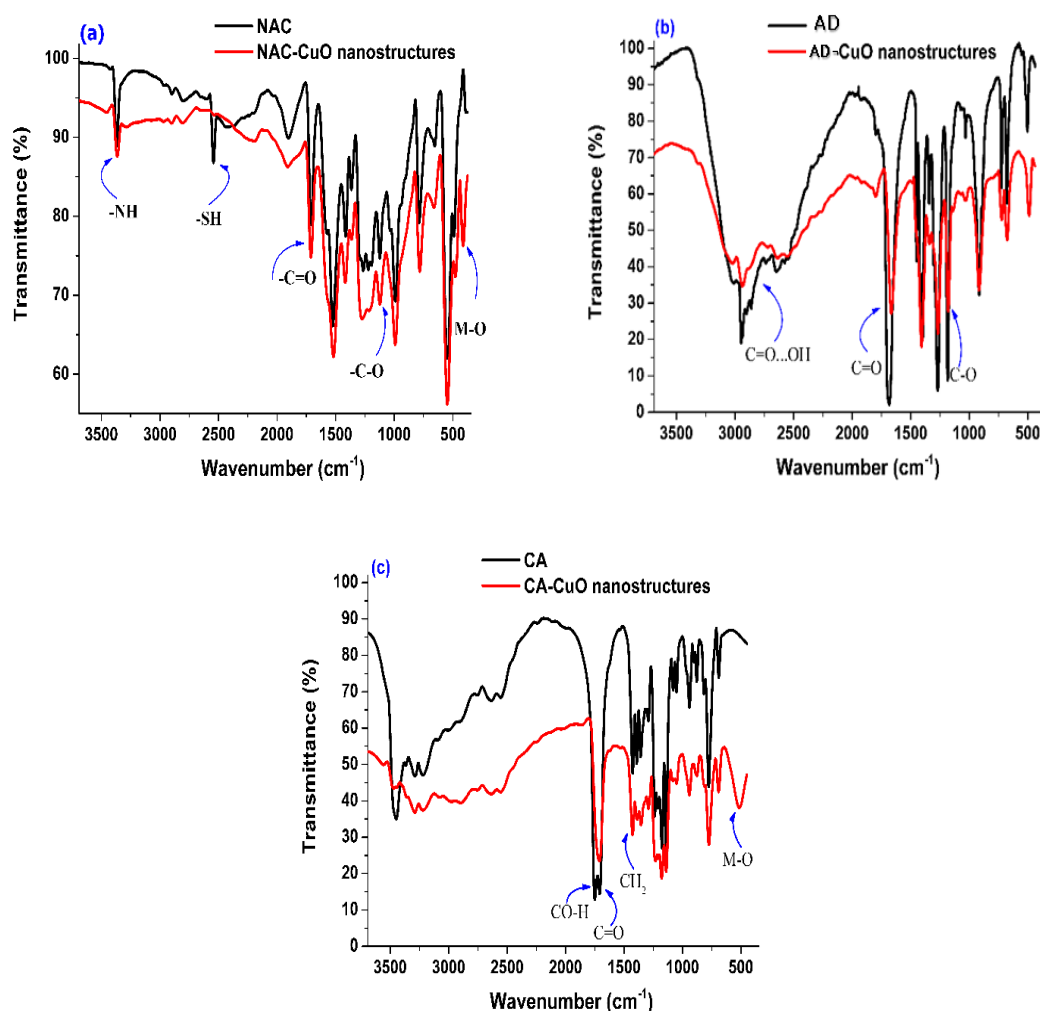 (a)
NAC
NAC-CuO nanostructures
Transmittance (%)
100
90
80
70
60
-NH
-SH
-C=O
-C-O
M-O
3500 3000 2500 2000 1500 1000 500
Wavenumber (cm⁻¹)
(b)
AD
AD¬CuO nanostructures
Transmittance (%)
100
90
80
70
60
50
40
30
20
10
0
C=O...OH
C=O
C-O
3500 3000 2500 2000 1500 1000 500
Wavenumber (cm⁻¹)
(c)
CA
CA-CuO nanostructures
Transmittance (%)
100
90
80
70
60
50
40
30
20
10
0
CO-H
C=O
CH₂
M-O
3500 3000 2500 2000 1500 1000 500
Wavenumber (cm⁻¹)